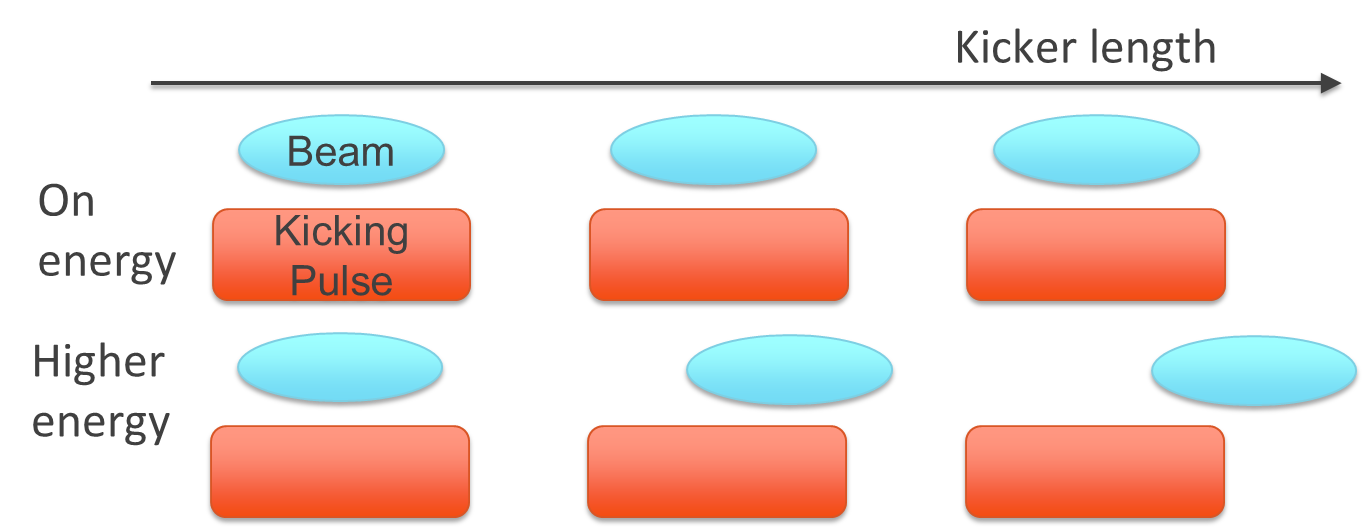 Kicker length
Beam
On
energy
Kicking
Pulse
Higher
energy